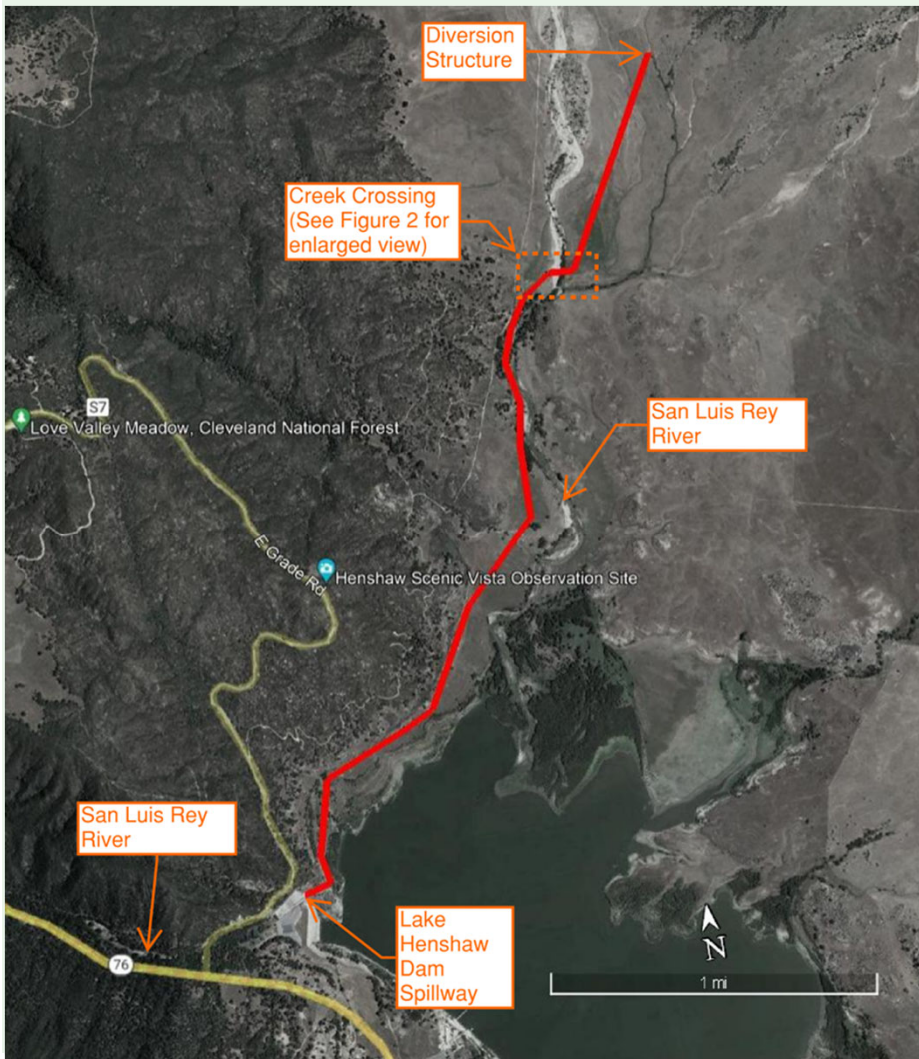 Diversion
Structure
Creek Crossing
(See Figure 2 for
enlarged view)
S7
Love Valley Meadow, Cleveland National Forest
San Luis Rey
River
E Grade Rd
Henshaw Scenic Vista Observation Site
San Luis Rey
River
76
Lake
Henshaw
Dam
Spillway
N
1 mi